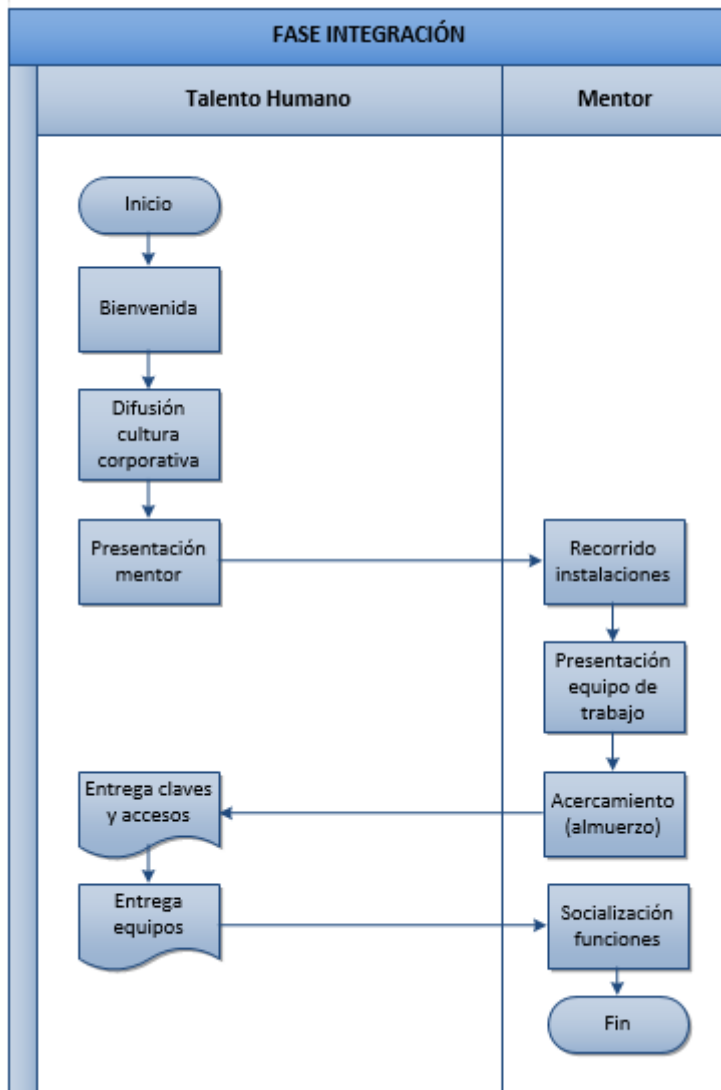 FASE INTEGRACIÓN
Talento Humano
Mentor
Inicio
Bienvenida
Difusión
cultura
corporativa
Presentación
mentor
Recorrido
instalaciones
Presentación
equipo de
trabajo
Acercamiento
(almuerzo)
Entrega claves
y accesos
Entrega
equipos
Socialización
funciones
Fin